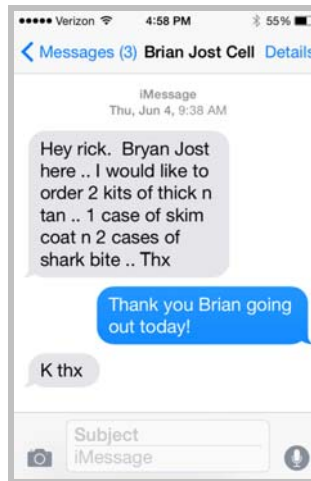 Verizon 4:58 PM 55%
Messages (3) Brian Jost Cell Details
iMessage
Thu, Jun 4, 9:38 AM
Hey rick. Bryan Jost
here .. I would like to
order 2 kits of thick n
tan .. 1 case of skim
coat n 2 cases of
shark bite .. Thx
Thank you Brian going
out today!
K thx
Subject
iMessage